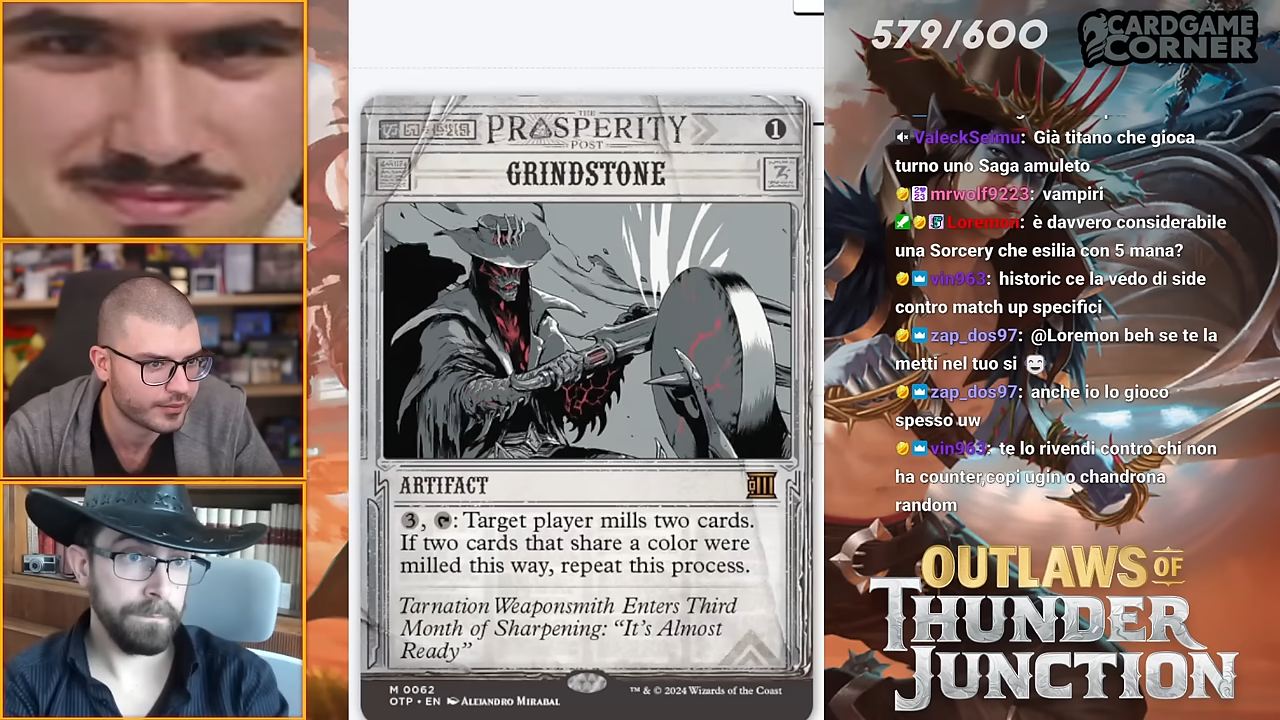 579/600
CARDGAME
CORNER
THE
PROSPERITY
POST
1
GRINDSTONE
ARTIFACT
3, T: Target player mills two cards.
If two cards that share a color were
milled this way, repeat this process.
Tarnation Weaponsmith Enters Third
Month of Sharpening: “It’s Almost
Ready”
M 0062
OTP • EN ALEJANDRO MIRABAL
™ & © 2024 Wizards of the Coast
ValeckSeimu: Già titano che gioca
turno uno Saga amuleto
mrwolf9223: vampiri
Loremon: è davvero considerabile
una Sorcery che esilia con 5 mana?
vin963: historic ce la vedo di side
contro match up specifici
zap_dos97: @Loremon beh se te la
metti nel tuo si
zap_dos97: anche io lo gioco
spesso uw
vin963: te lo rivendi contro chi non
ha counter,copi ugin o chandrona
random
OUTLAWS OF
THUNDER
JUNCTION